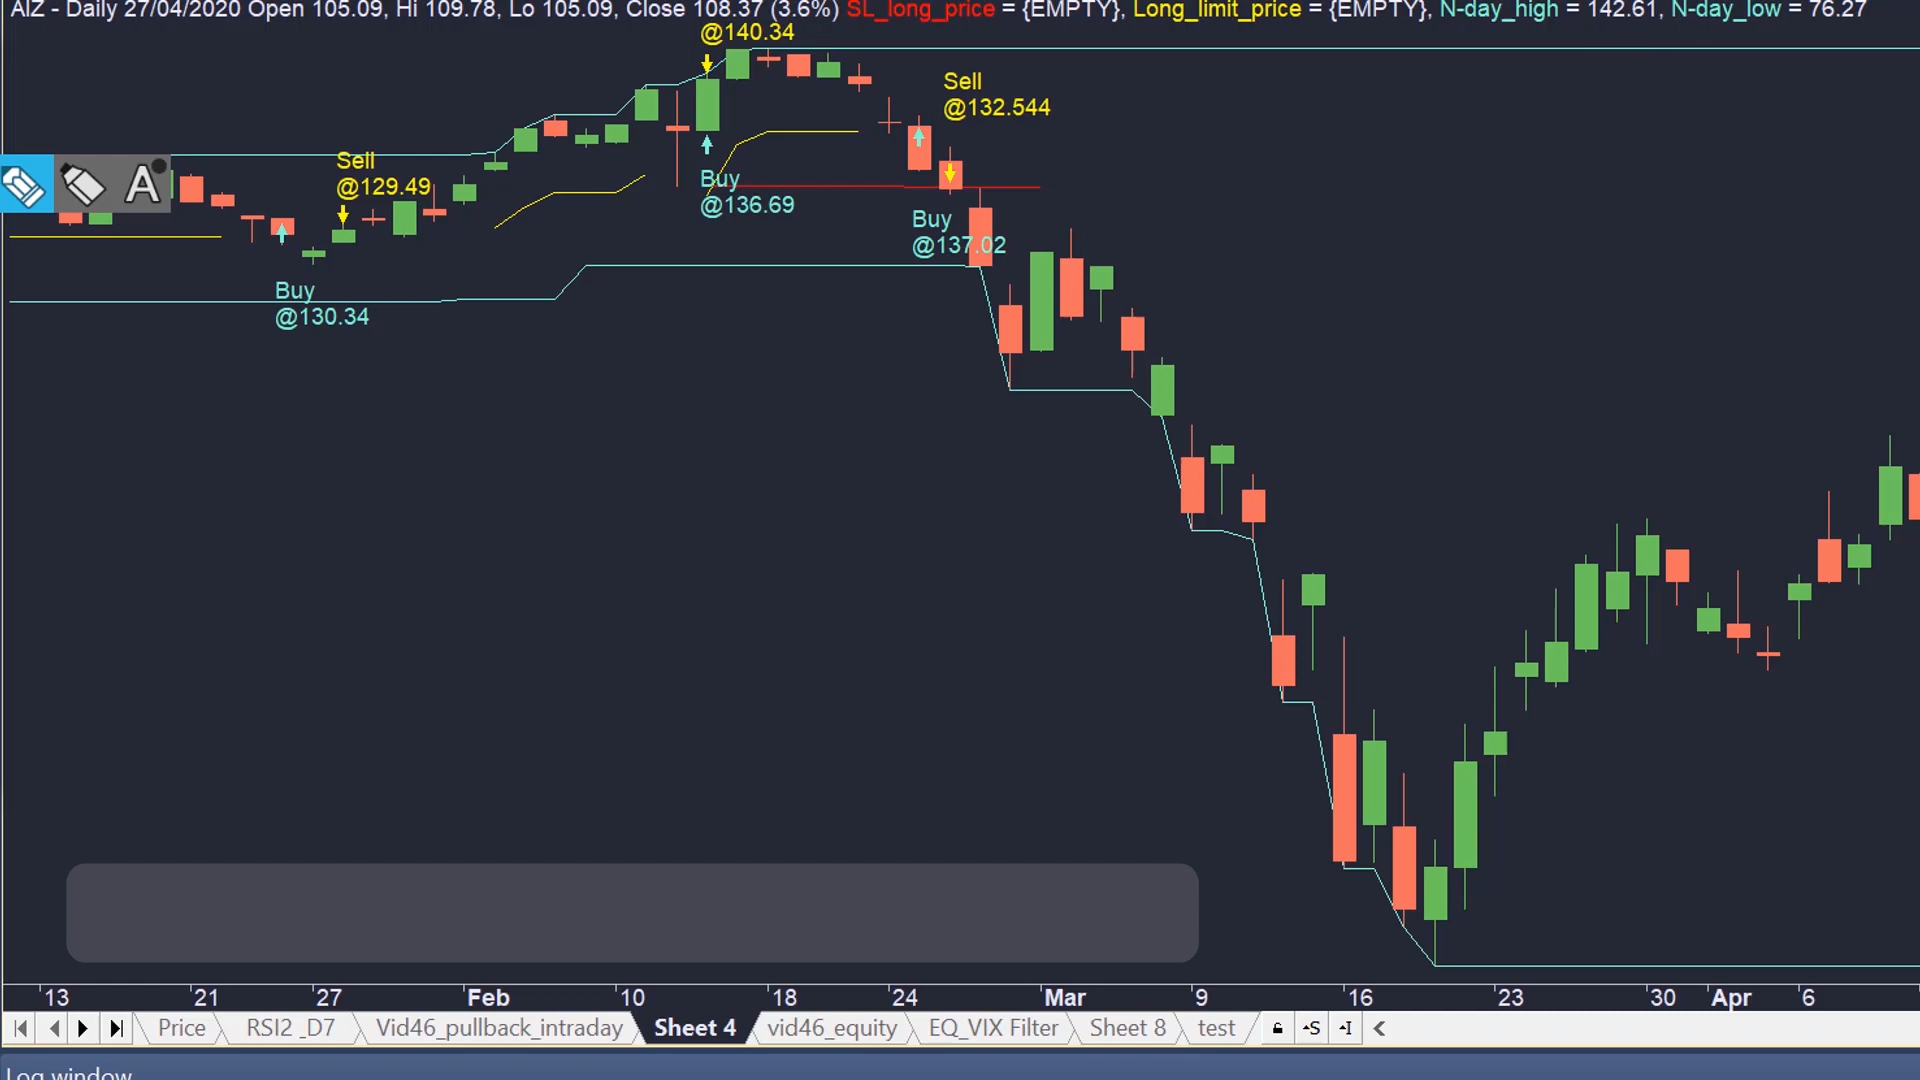 AIZ - Daily 27/04/2020 Open 105.09, Hi 109.78, Lo 105.09, Close 108.37 (3.6%) SL_long_price = {EMPTY}, Long_limit_price = {EMPTY}, N-day_high = 142.61, N-day_low = 76.27
@140.34
Sell
@132.544
Sell
@129.49
A
Buy
@136.69
Buy
@137.02
Buy
@130.34
13 21 27 Feb 10 18 24 Mar 9 16 23 30 Apr 6
Price RSI2 _D7 Vid46_pullback_intraday Sheet 4 vid46_equity EQ_VIX Filter Sheet 8 test S I
Log window